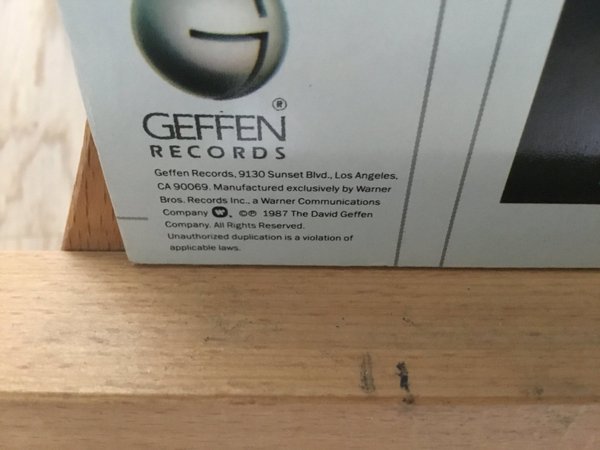 GEFFEN®
RECORDS
Geffen Records, 9130 Sunset Blvd., Los Angeles,
CA 90069. Manufactured exclusively by Warner
Bros. Records Inc., a Warner Communications
Company W. ©℗ 1987 The David Geffen
Company. All Rights Reserved.
Unauthorized duplication is a violation of
applicable laws.